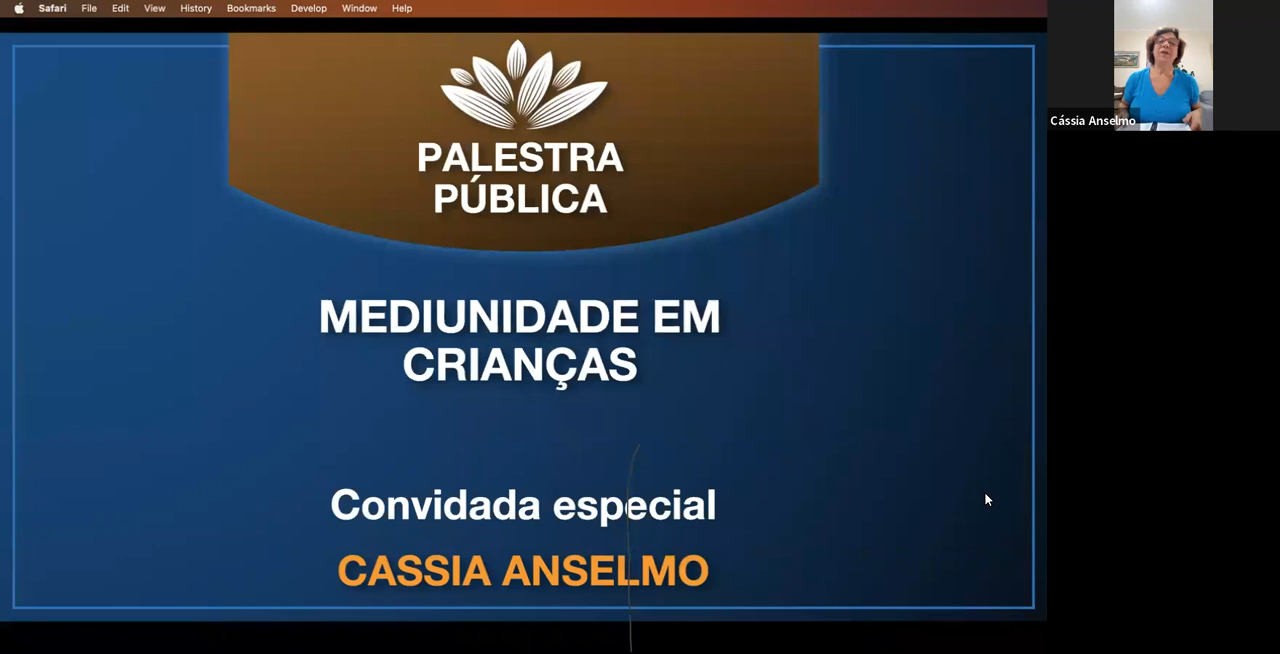 Safari File Edit View History Bookmarks Develop Window Help
Cássia Anselmo
PALESTRA
PÚBLICA
MEDIUNIDADE EM
CRIANÇAS
Convidada especial
CASSIA ANSELMO